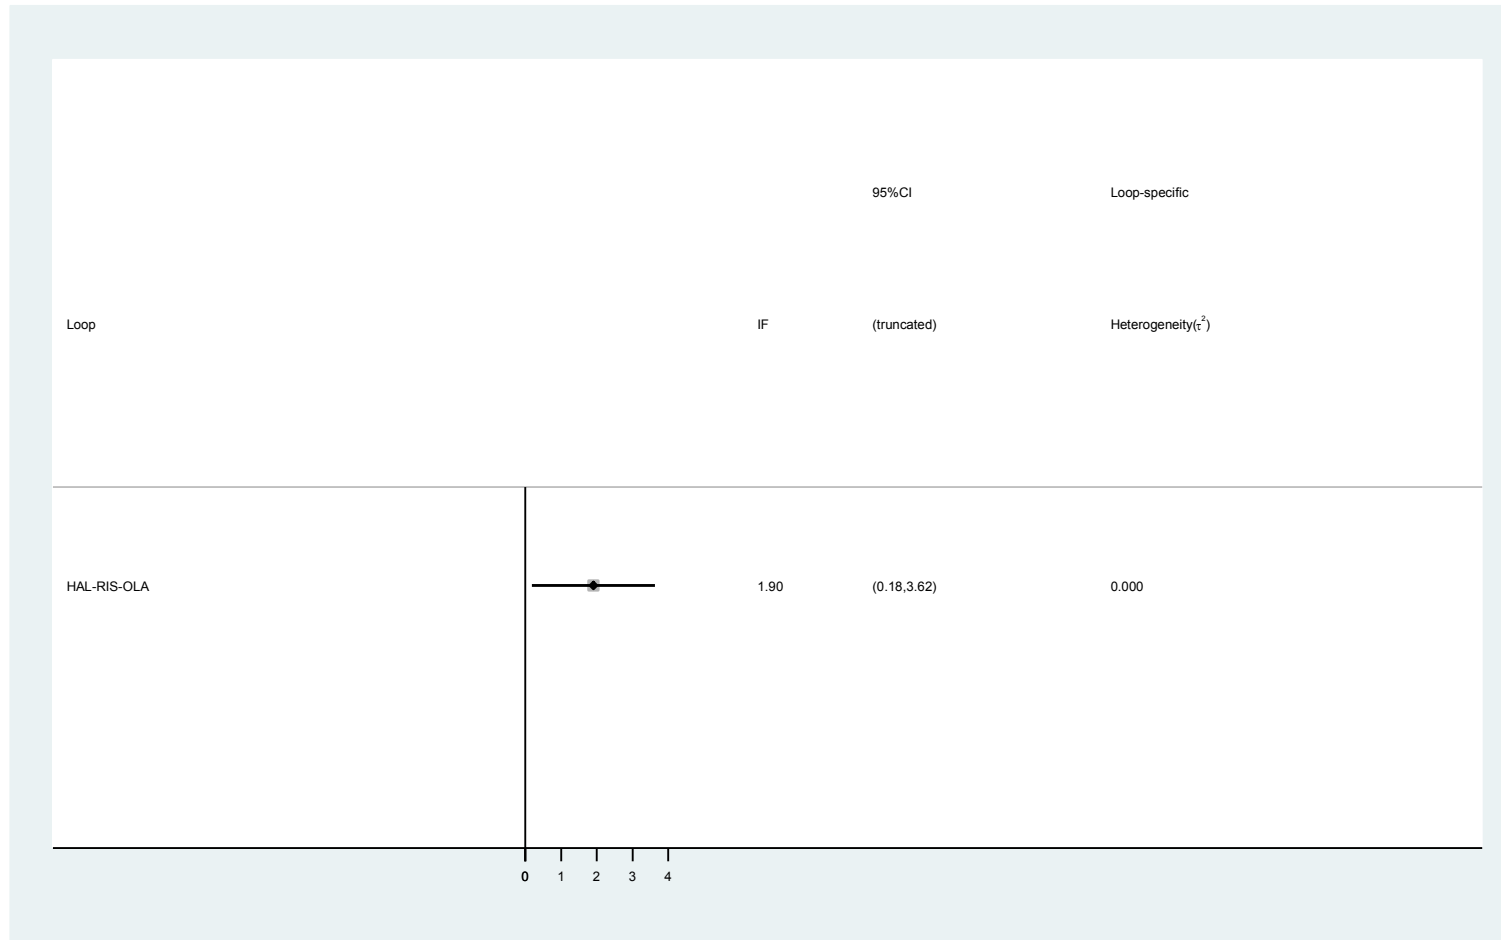 95%CI Loop-specific
Loop IF (truncated) Heterogeneity(τ²)
HAL-RIS-OLA 1.90 (0.18,3.62) 0.000
0 1 2 3 4